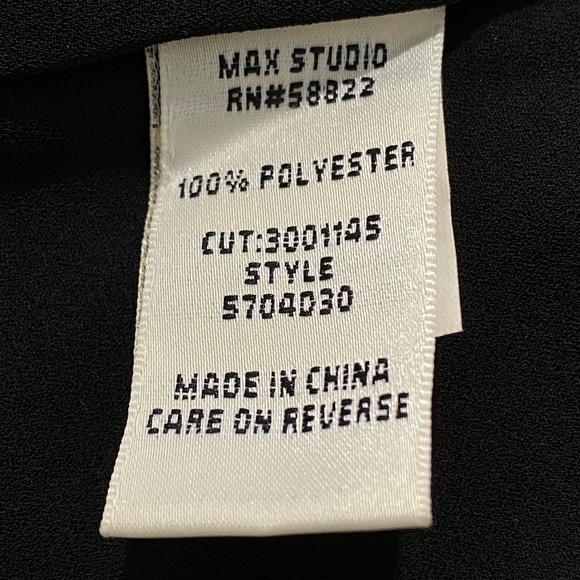 MAX STUDIO
RN#58822
100% POLYESTER
CUT:3001145
STYLE
5704030
MADE IN CHINA
CARE ON REVERSE